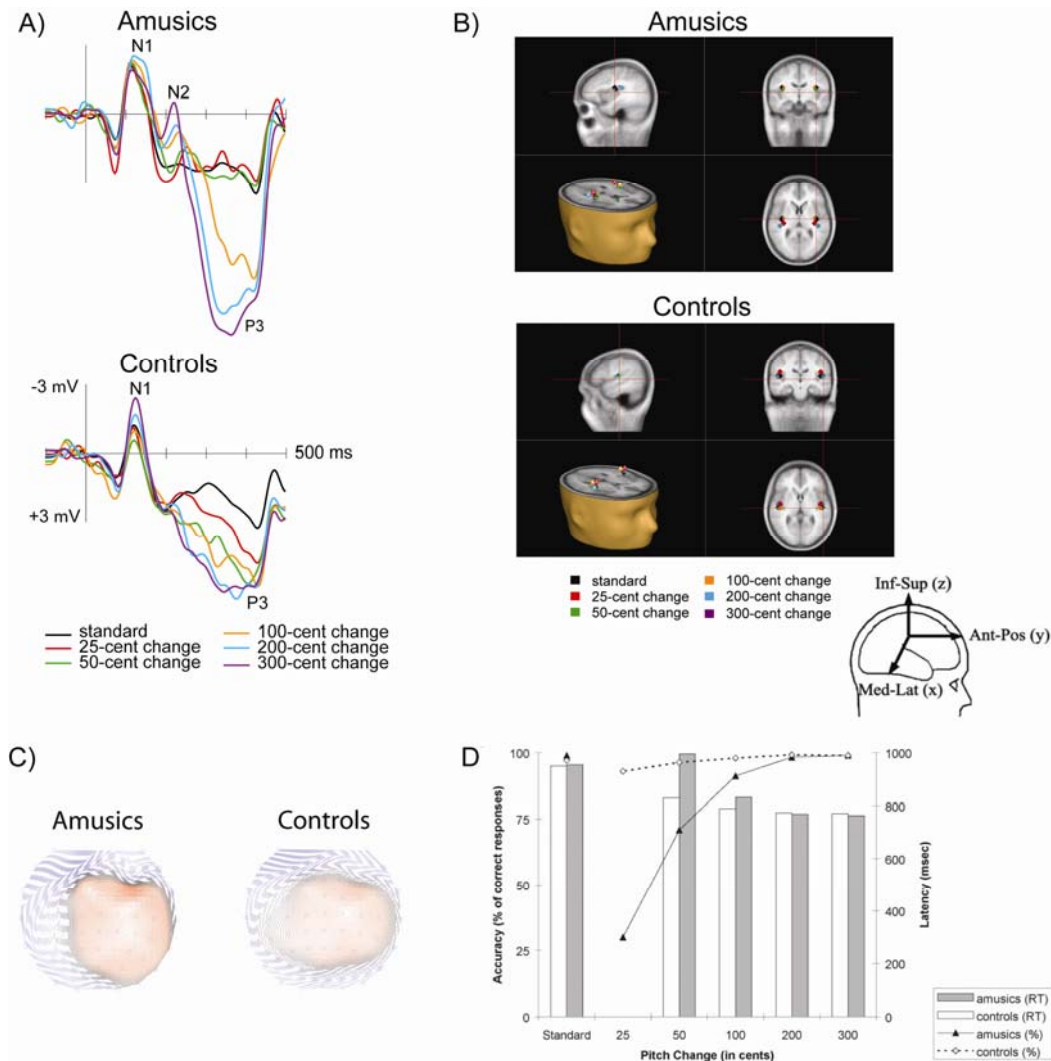 A)
Amusics
N1
N2
P3
Controls
-3 mV
N1
500 ms
+3 mV
P3
standard
25-cent change
50-cent change
100-cent change
200-cent change
300-cent change
B)
Amusics
Controls
standard
25-cent change
50-cent change
100-cent change
200-cent change
300-cent change
Inf-Sup (z)
Ant-Pos (y)
Med-Lat (x)
C)
Amusics
Controls
D)
Accuracy (% of correct responses)
100
75
50
25
0
1000
800
600
400
200
0
Latency (msec)
Standard
25
50
100
200
300
Pitch Change (in cents)
amusics (RT)
controls (RT)
amusics (%)
controls (%)